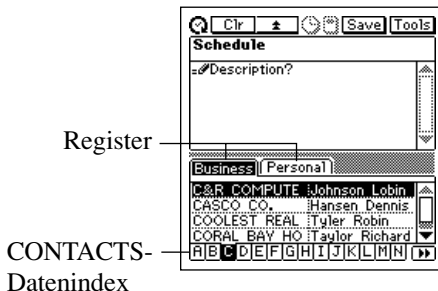 Clr Save Tools
Schedule
Description?
Register
Business Personal
C&R COMPUTE Johnson Lobin
CASCO CO. Hansen Dennis
COOLEST REAL Tyler Robin
CORAL BAY HO Taylor Richard
A B C D E F G H I J K L M N
CONTACTS-
Datenindex